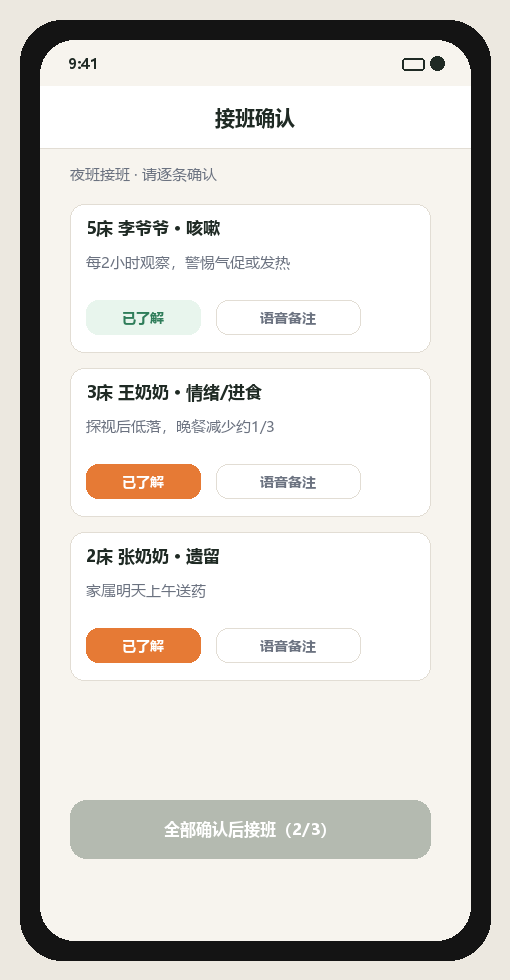 9:41
接班确认
夜班接班 · 请逐条确认
5床 李爷爷 • 咳嗽
每2小时观察，警惕气促或发热
已了解 语音备注
3床 王奶奶 • 情绪/进食
探视后低落，晚餐减少约1/3
已了解 语音备注
2床 张奶奶 • 遗留
家属明天上午送药
已了解 语音备注
全部确认后接班（2/3）